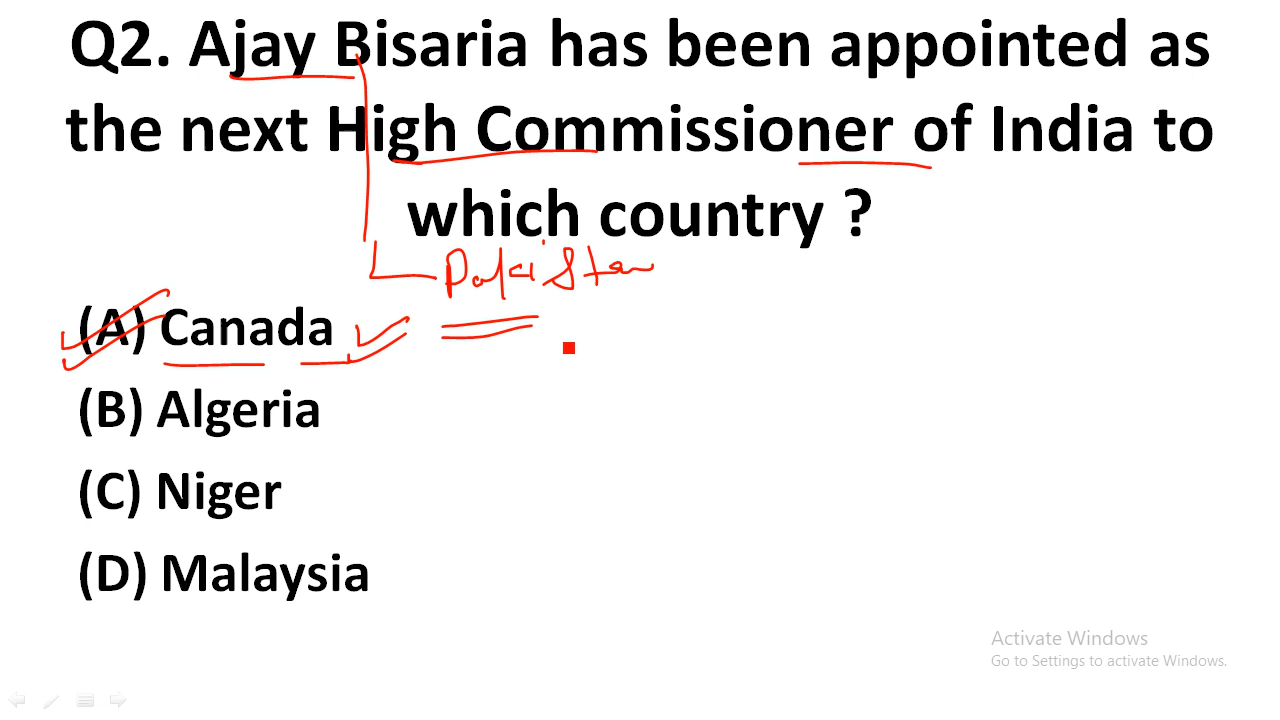 Q2. Ajay Bisaria has been appointed as
the next High Commissioner of India to
which country ?
Pakistan
(A) Canada
(B) Algeria
(C) Niger
(D) Malaysia
Activate Windows
Go to Settings to activate Windows.